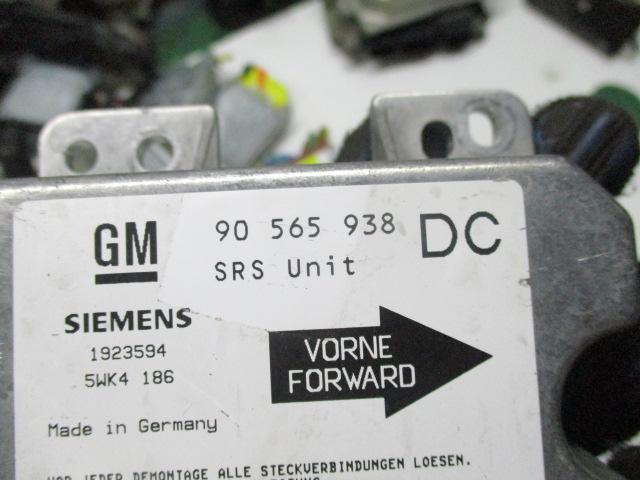 GM
90 565 938 DC
SRS Unit
SIEMENS
1923594
5WK4 186
VORNE
FORWARD
Made in Germany
VOR JEDER DEMONTAGE ALLE STECKVERBINDUNGEN LOESEN.